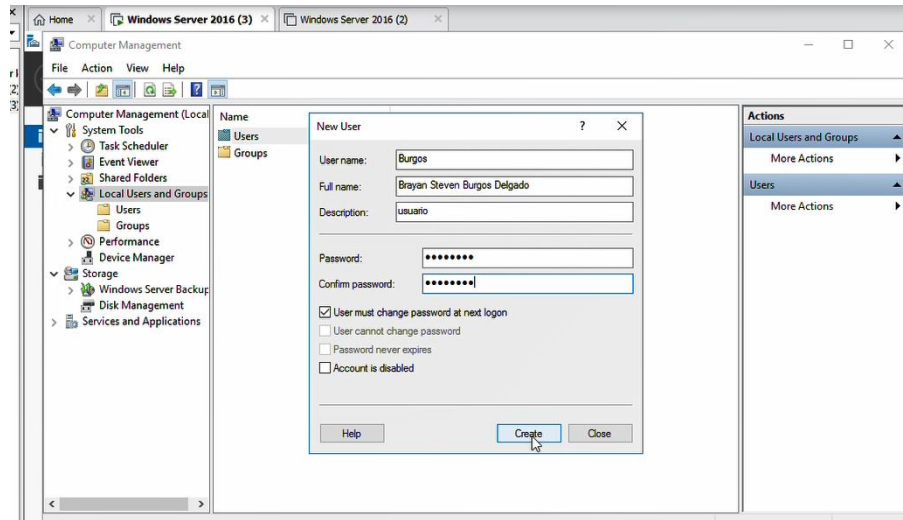 Home
Windows Server 2016 (3)
Windows Server 2016 (2)
Computer Management
File Action View Help
Computer Management (Local
System Tools
Task Scheduler
Event Viewer
Shared Folders
Local Users and Groups
Users
Groups
Performance
Device Manager
Storage
Windows Server Backup
Disk Management
Services and Applications
Name
Users
Groups
New User
User name: Burgos
Full name: Brayan Steven Burgos Delgado
Description: usuario
Password: ●●●●●●●●
Confirm password: ●●●●●●●●
User must change password at next logon
User cannot change password
Password never expires
Account is disabled
Help Create Close
Actions
Local Users and Groups
More Actions
Users
More Actions